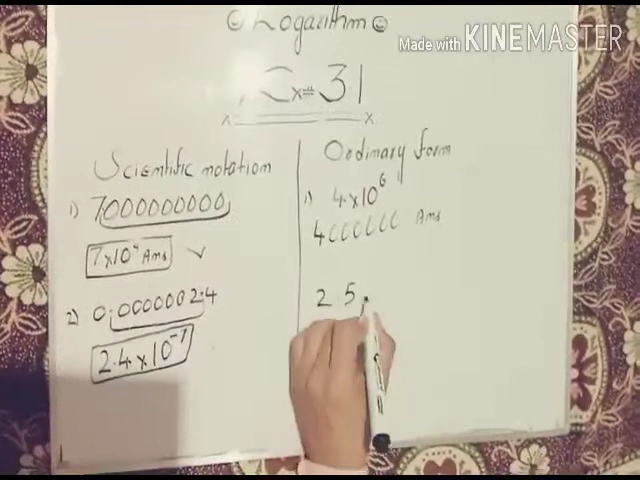 Logarithm
Made with KINEMASTER
Ex# 3.1
Scientific notation
1) 7000000000
7×10⁹ Ans
2) 0.00000024
2.4×10⁻⁷
Ordinary form
1) 4×10⁶
4000000 Ans
2 5